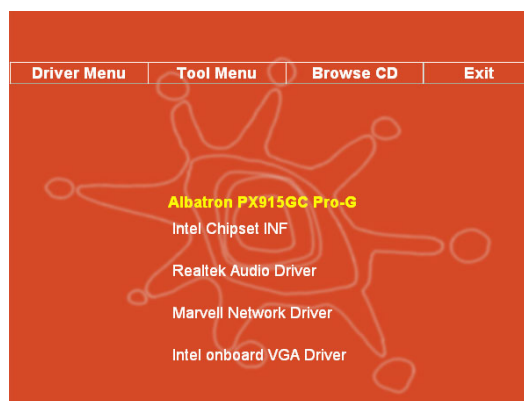 Driver Menu Tool Menu Browse CD Exit
Albatron PX915GC Pro-G
Intel Chipset INF
Realtek Audio Driver
Marvell Network Driver
Intel onboard VGA Driver